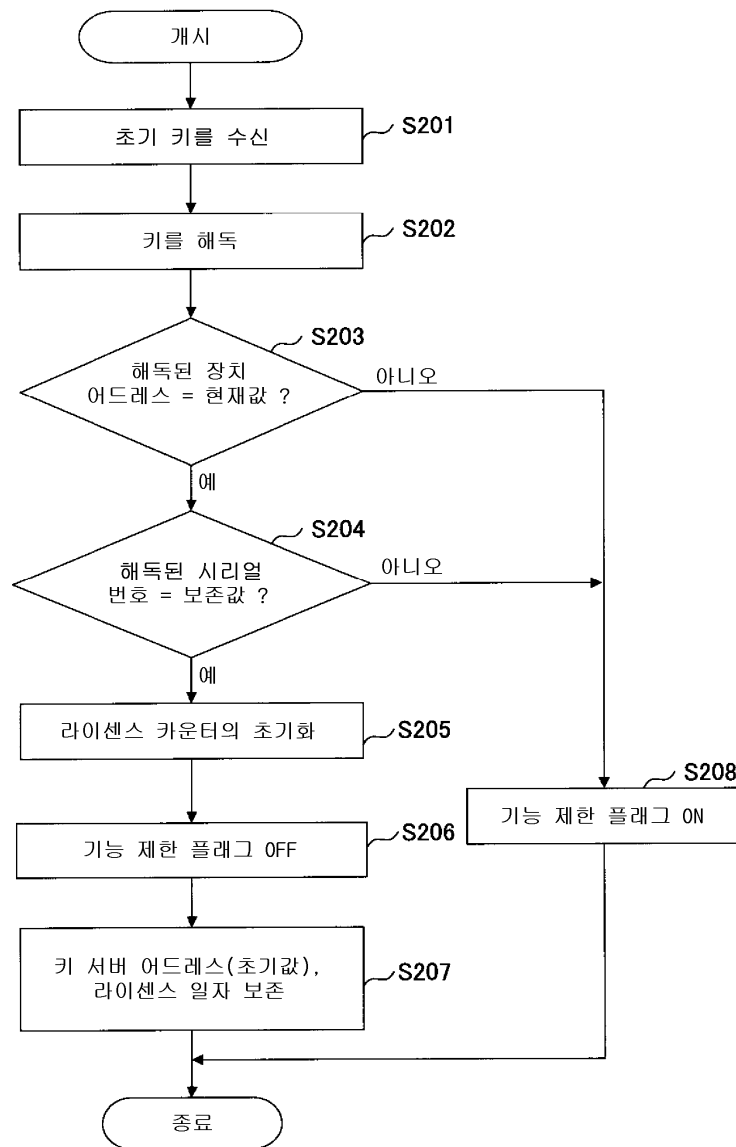 개시
초기 키를 수신
S201
키를 해독
S202
S203
해독된 장치
어드레스 = 현재값 ?
아니오
예
S204
해독된 시리얼
번호 = 보존값 ?
아니오
예
라이센스 카운터의 초기화
S205
S208
기능 제한 플래그 ON
기능 제한 플래그 OFF
S206
키 서버 어드레스(초기값),
라이센스 일자 보존
S207
종료